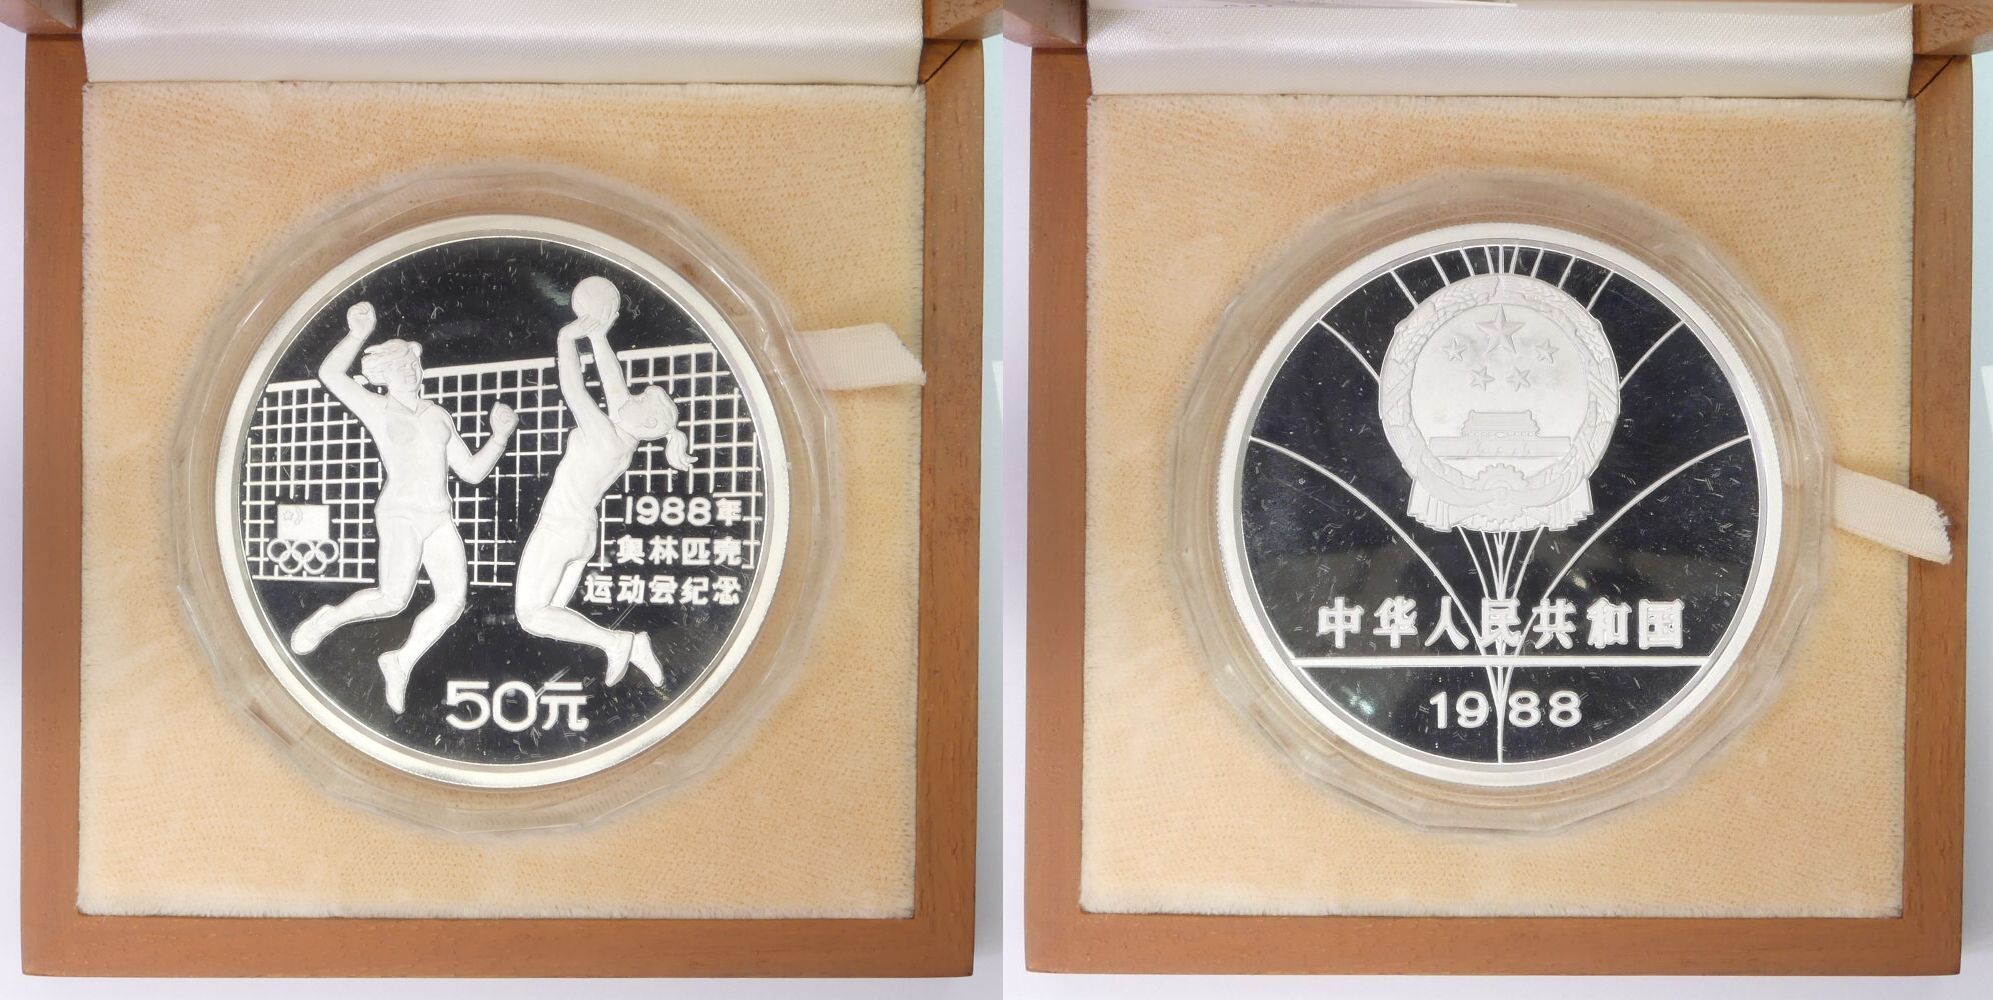 1988年
奥林匹克
运动会纪念
50元
中华人民共和国
1988